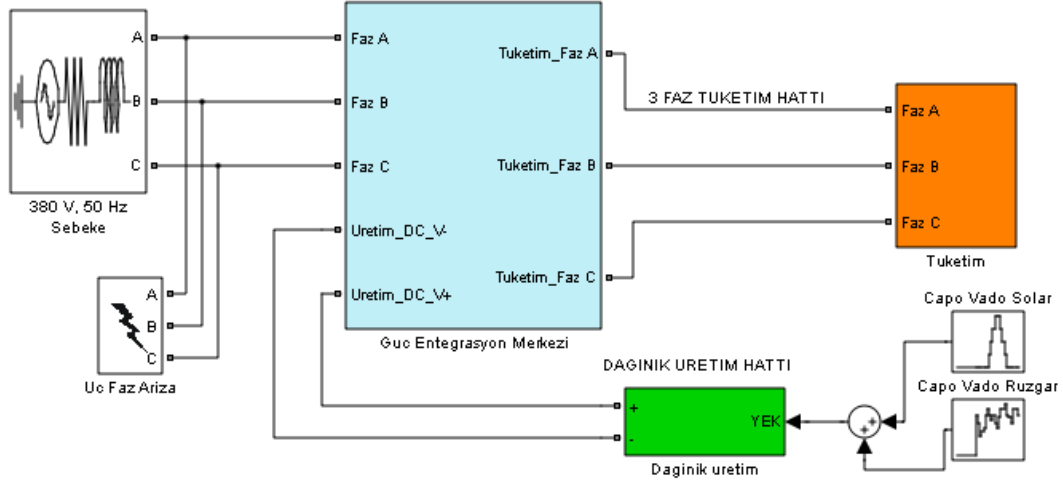 A
B
C
380 V, 50 Hz
Sebeke
A
B
C
Uc Faz Ariza
Faz A
Faz B
Faz C
Uretim_DC_V-
Uretim_DC_V+
Tuketim_Faz A
Tuketim_Faz B
Tuketim_Faz C
Guc Entegrasyon Merkezi
3 FAZ TUKETIM HATTI
Faz A
Faz B
Faz C
Tuketim
DAGINIK URETIM HATTI
+
-
YEK
Daginik uretim
+
+
Capo Vado Solar
Capo Vado Ruzgar